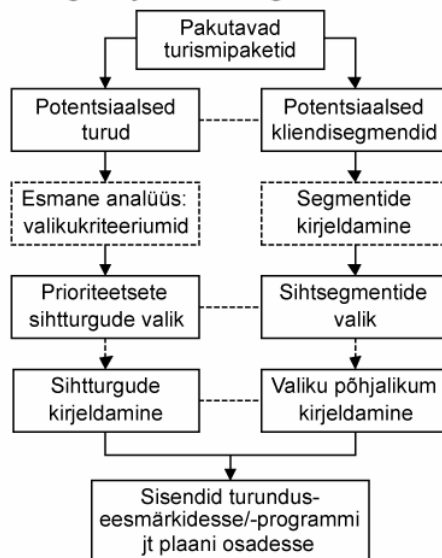 Pakutavad
turismipaketid
Potentsiaalsed
turud
Potentsiaalsed
kliendisegmendid
Esmane analüüs:
valikukriteeriumid
Segmentide
kirjeldamine
Prioriteetsete
sihtturgude valik
Sihtsegmentide
valik
Sihtturgude
kirjeldamine
Valiku põhjalikum
kirjeldamine
Sisendid turundus-
eesmärkidesse/-programmi
jt plaani osadesse